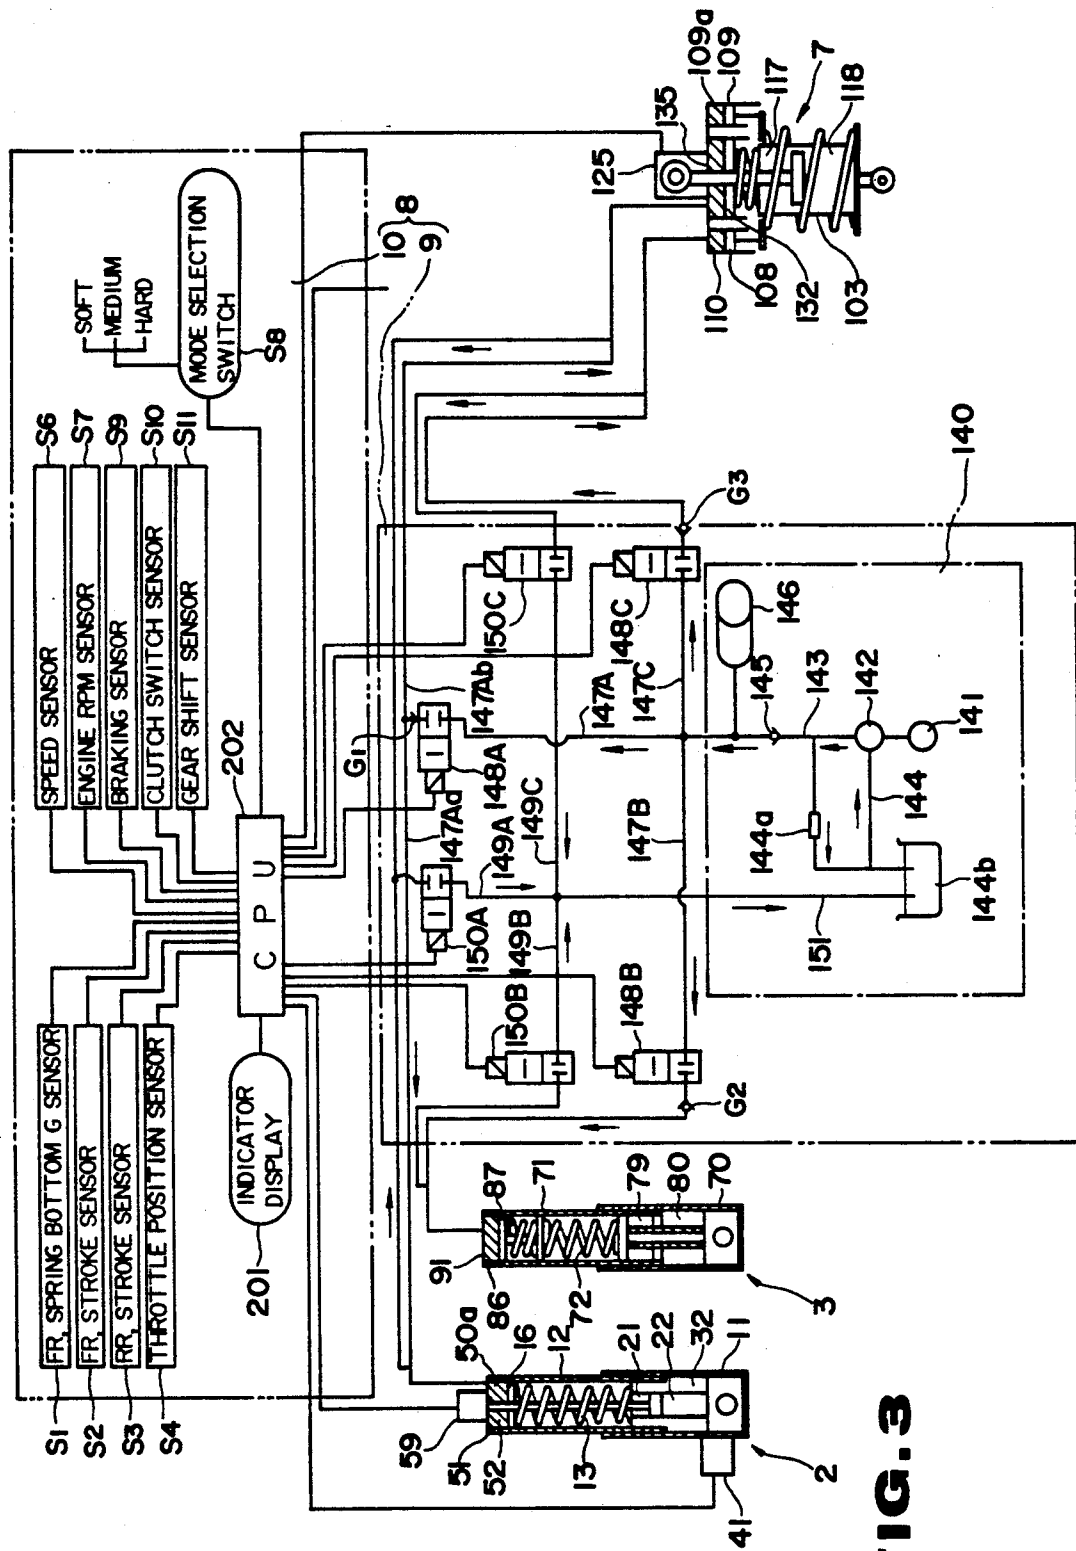 S1 FR, SPRING BOTTOM G SENSOR
S2 FR, STROKE SENSOR
S3 RR, STROKE SENSOR
S4 THROTTLE POSITION SENSOR
SPEED SENSOR S6
ENGINE RPM SENSOR S7
BRAKING SENSOR S9
CLUTCH SWITCH SENSOR S10
GEAR SHIFT SENSOR S11
SOFT
MEDIUM
HARD
MODE SELECTION
SWITCH
S8
202
C P U
INDICATOR
DISPLAY
201
10
9
8
59
51
52
50a
16
12
13
21
22
32
11
41
2
91
86
87
71
72
79
80
70
3
G1
147Ab
147Ad
148A
150A
149A
149B
149C
150B
150C
148B
148C
147A
147B
147C
G2
G3
140
141
142
143
144
144a
144b
145
146
151
125
135
109a
109
7
117
118
110
108
132
103
FIG.3